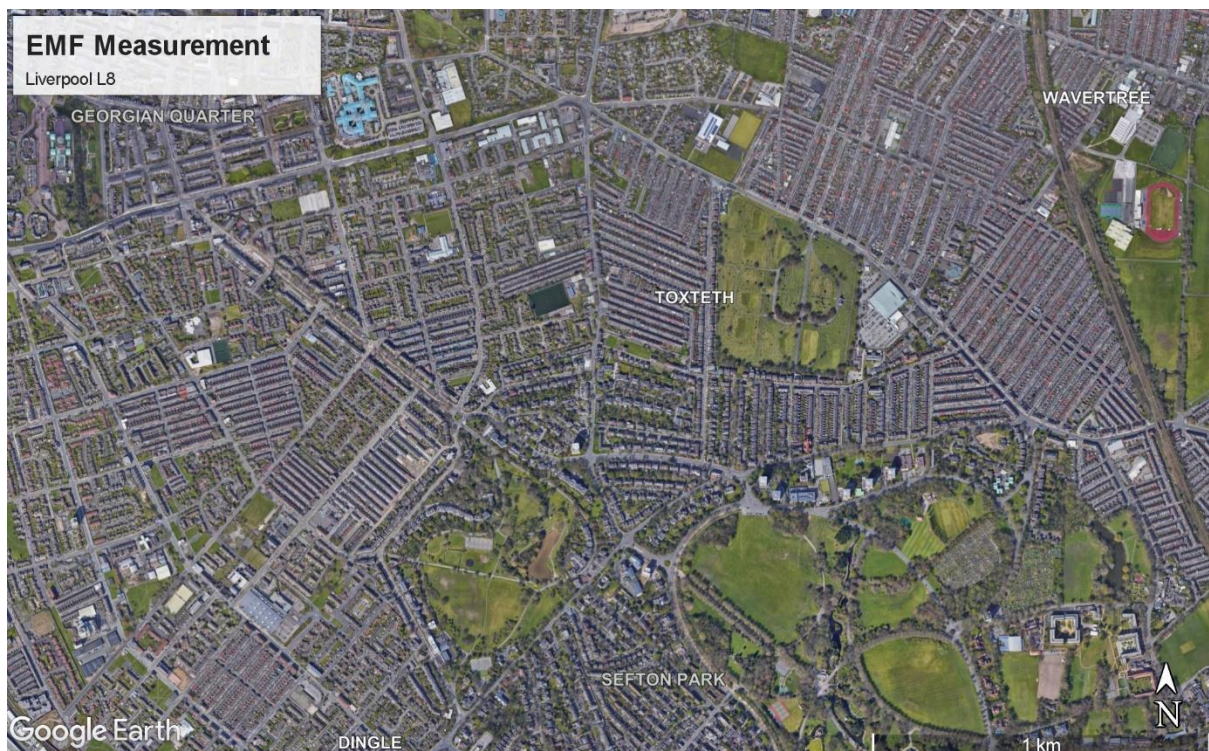 EMF Measurement
Liverpool L8
GEORGIAN QUARTER
WAVERTREE
TOXTETH
SEFTON PARK
N
Google Earth
DINGLE
1 km